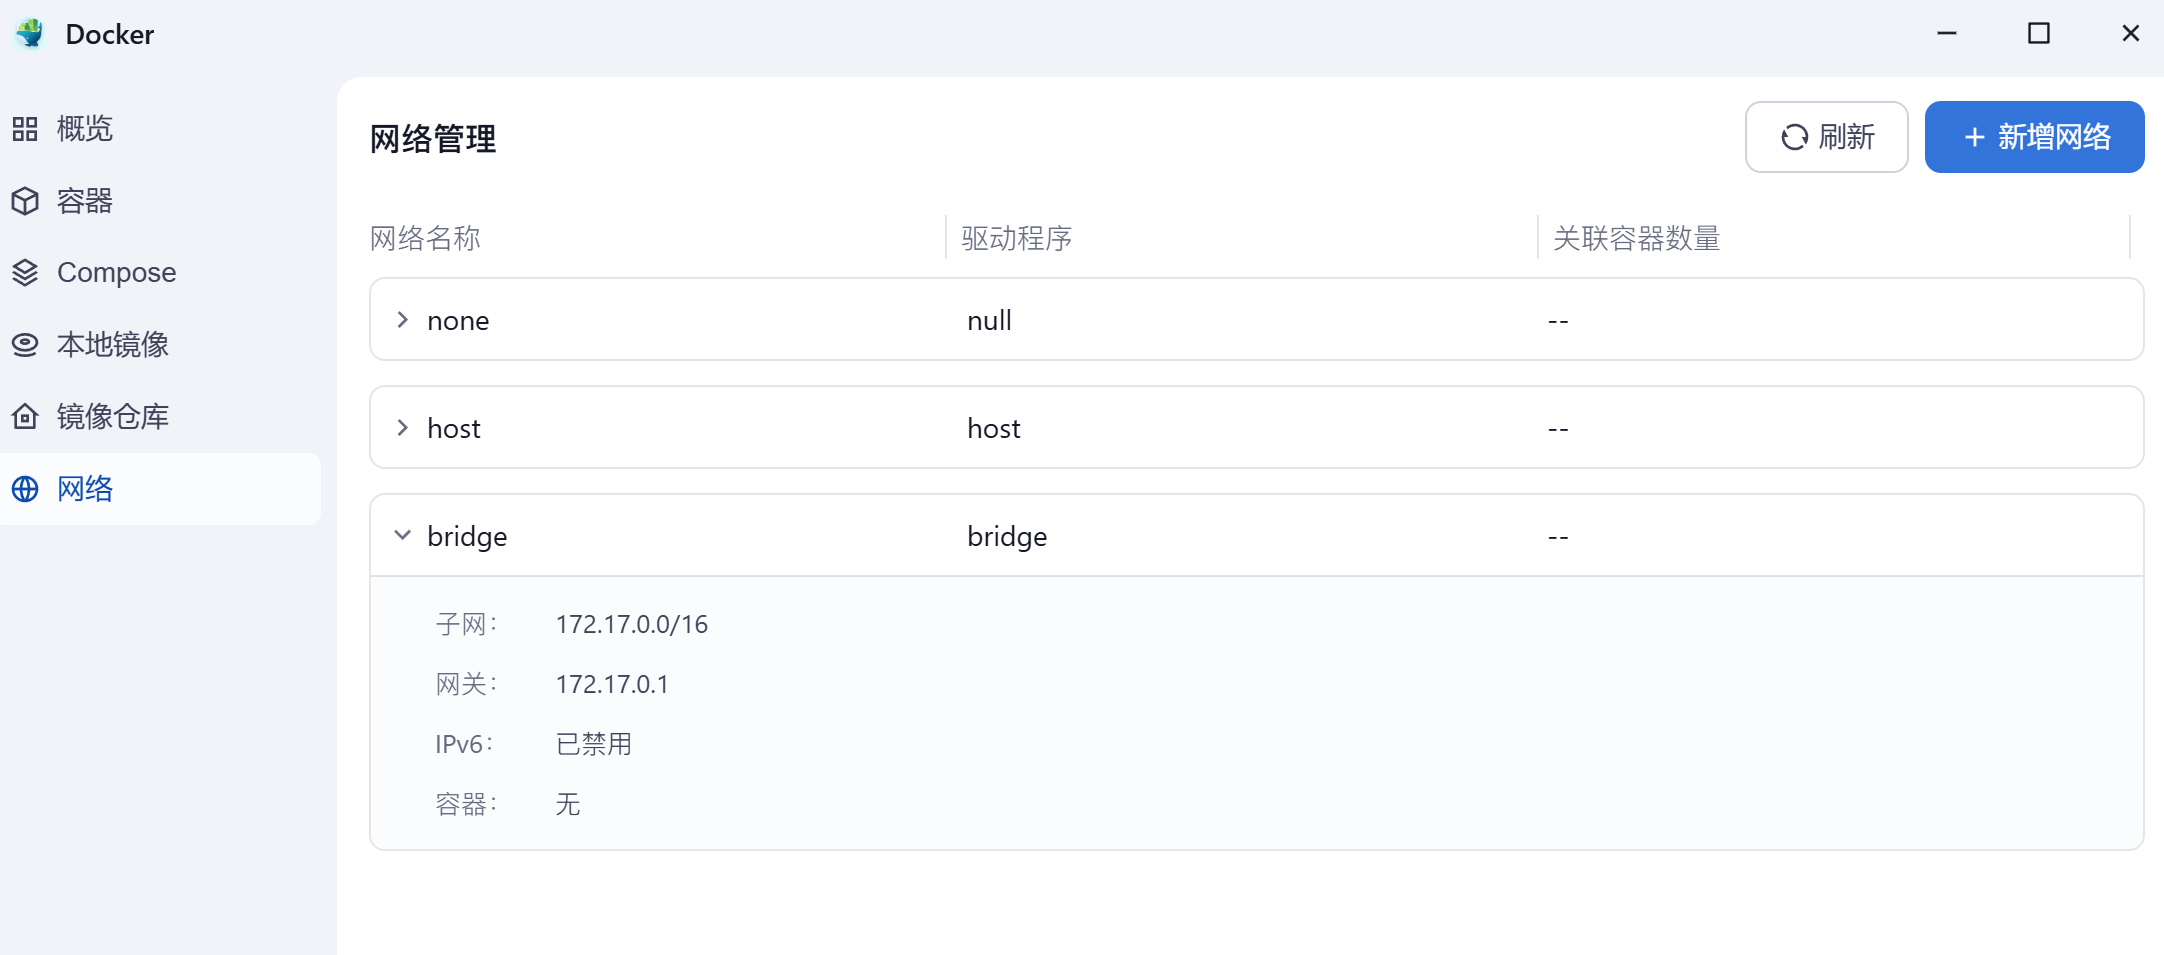 Docker
概览
容器
Compose
本地镜像
镜像仓库
网络
网络管理
刷新
+ 新增网络
网络名称 驱动程序 关联容器数量
none null --
host host --
bridge bridge --
子网： 172.17.0.0/16
网关： 172.17.0.1
IPv6： 已禁用
容器： 无